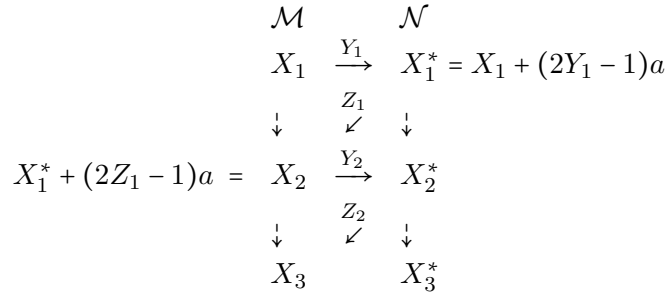 𝓜 𝓝
X₁ —Y₁→ X₁* = X₁ + (2Y₁ − 1)a
⇣ Z₁ ↙ ⇣
X₁* + (2Z₁ − 1)a = X₂ —Y₂→ X₂*
⇣ Z₂ ↙ ⇣
X₃ X₃*